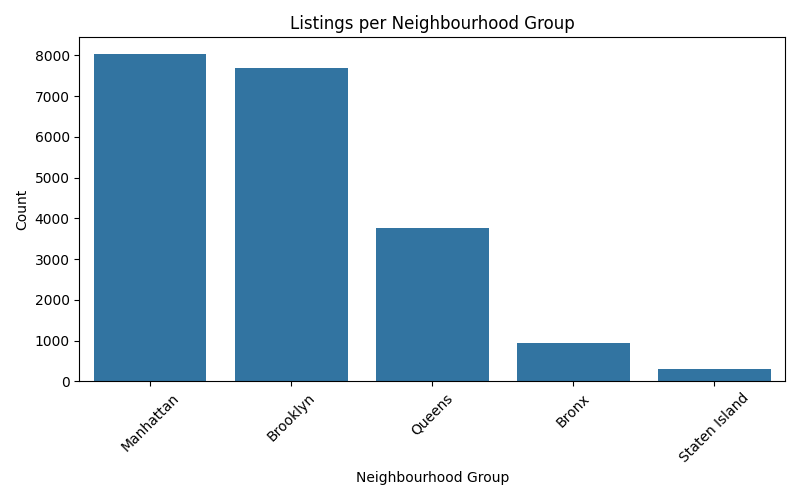 Listings per Neighbourhood Group
8000
7000
6000
5000
4000
3000
2000
1000
0
Count
Manhattan
Brooklyn
Queens
Bronx
Staten Island
Neighbourhood Group